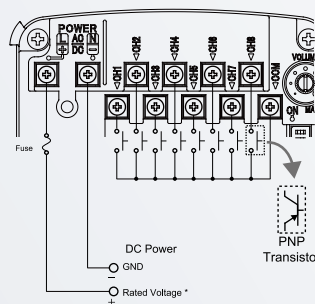 POWER
L AC N
+ DC −
CH1
CH2
CH3
CH4
CH5
CH6
CH7
CH8
COM
VOLUM
ON
MA
Fuse
DC Power
GND
−
Rated Voltage *
+
PNP
Transisto